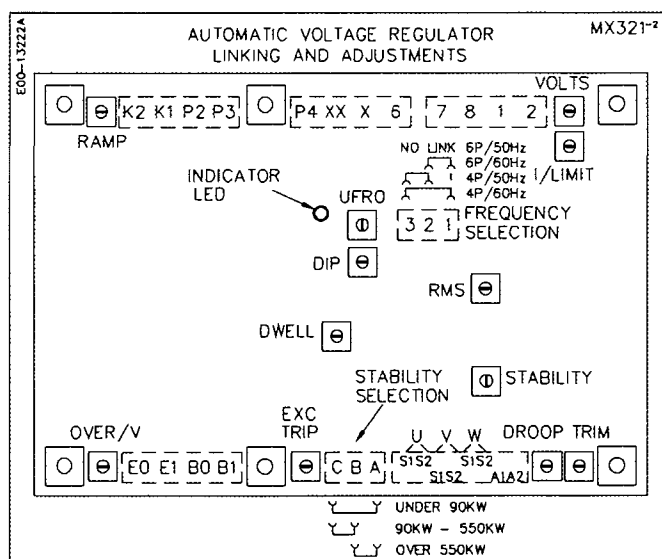 E00-13222A
AUTOMATIC VOLTAGE REGULATOR
LINKING AND ADJUSTMENTS
MX321-2
VOLTS
K2 K1 P2 P3
P4 XX X 6
7 8 1 2
RAMP
NO LINK 6P/50Hz
6P/60Hz
1 4P/50Hz
4P/60Hz
I/LIMIT
INDICATOR
LED
UFRO
3 2 1
FREQUENCY
SELECTION
DIP
RMS
DWELL
STABILITY
SELECTION
STABILITY
OVER/V
EXC
TRIP
U V W
DROOP TRIM
E0 E1 B0 B1
C B A
S1S2 S1S2
S1S2 A1A2
UNDER 90KW
90KW - 550KW
OVER 550KW